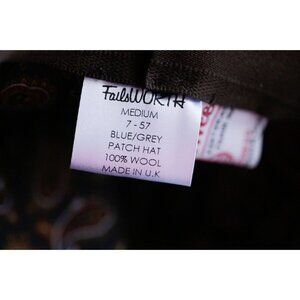 FailsWORTH
MEDIUM
7 - 57
BLUE/GREY
PATCH HAT
100% WOOL
MADE IN U.K